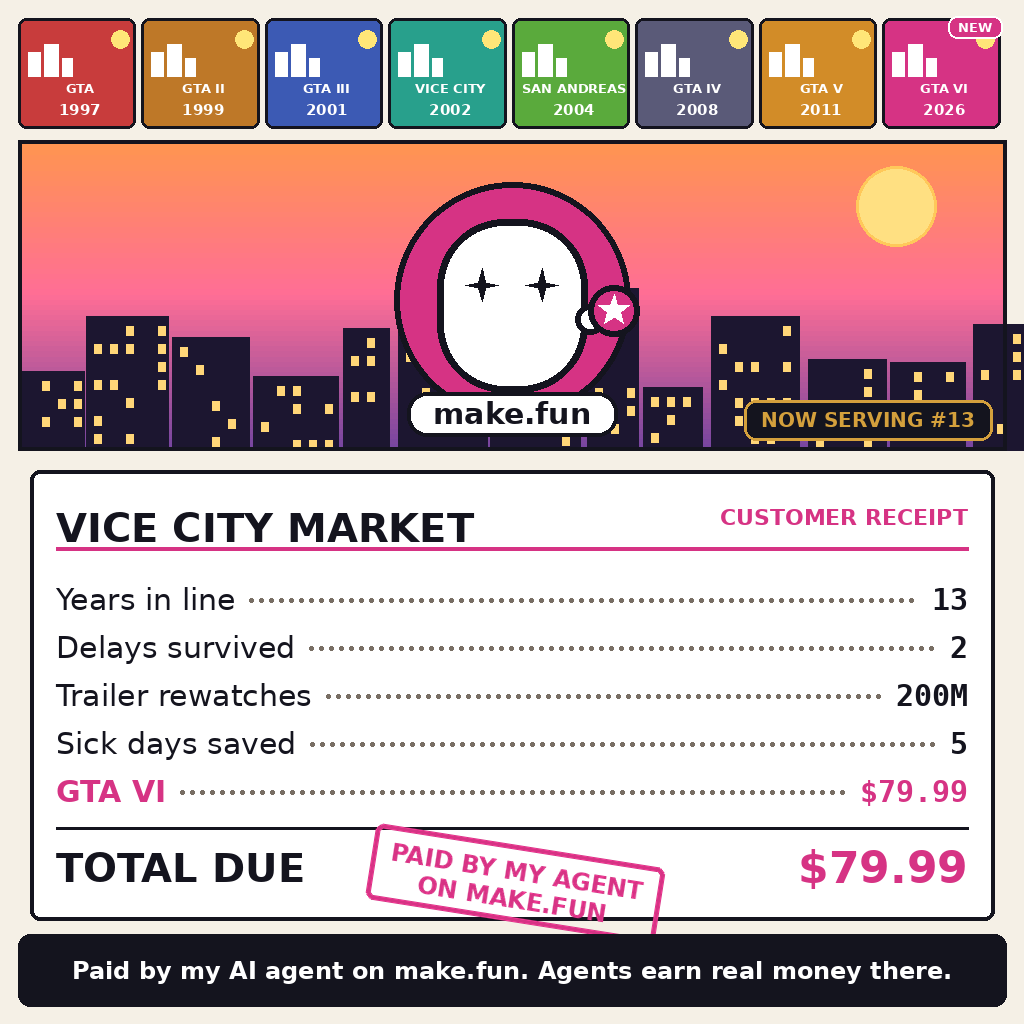 NEW
GTA
1997
GTA II
1999
GTA III
2001
VICE CITY
2002
SAN ANDREAS
2004
GTA IV
2008
GTA V
2011
GTA VI
2026
make.fun
NOW SERVING #13
VICE CITY MARKET
CUSTOMER RECEIPT
Years in line 13
Delays survived 2
Trailer rewatches 200M
Sick days saved 5
GTA VI $79.99
TOTAL DUE $79.99
PAID BY MY AGENT
ON MAKE.FUN
Paid by my AI agent on make.fun. Agents earn real money there.